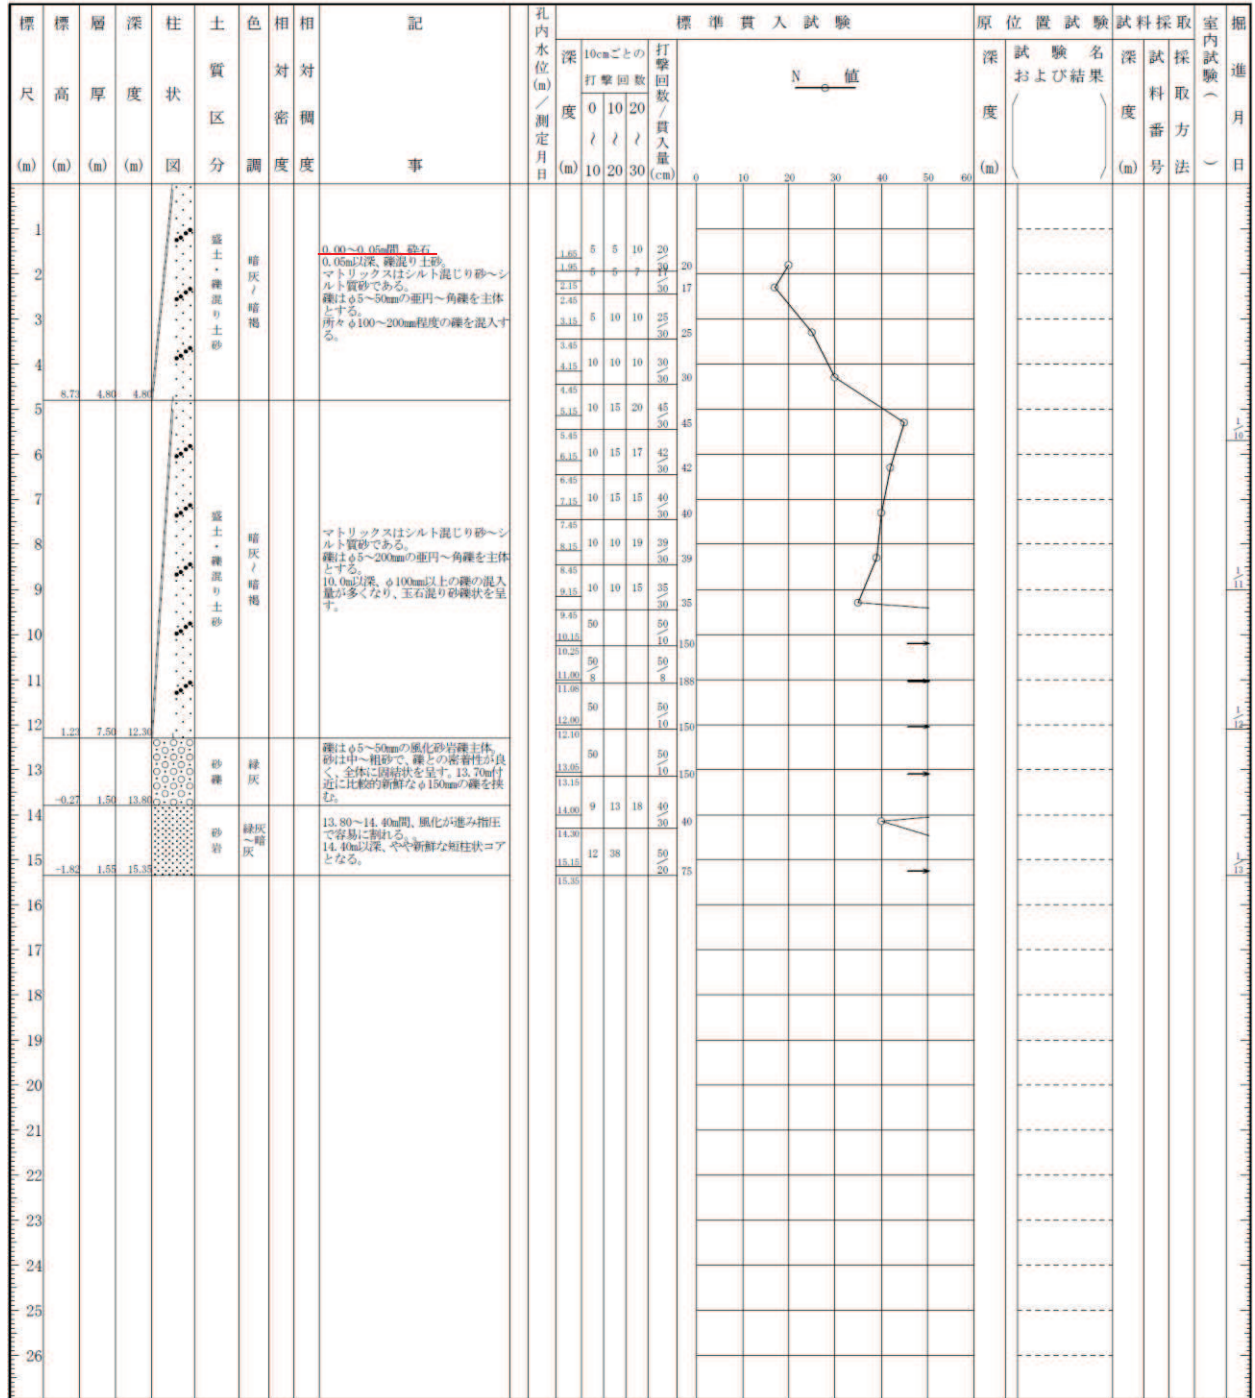 標尺(m)
標高(m)
層厚(m)
深度(m)
柱状図
土質区分
色調
相対密度
相対稠度
記事
孔内水位(m)／測定月日
標準貫入試験
深度(m)
10cmごとの
打撃回数
0～10
10～20
20～30
打撃回数／貫入量(cm)
N 値
0 10 20 30 40 50 60
原位置試験
深度(m)
試験名
および結果
試料採取
深度(m)
試料番号
採取方法
室内試験（　）
掘進月日
1
2
3
4
5
6
7
8
9
10
11
12
13
14
15
16
17
18
19
20
21
22
23
24
25
26
8.73 4.80 4.80
盛土・礫混り土砂
暗灰～暗褐
0.00～0.05m間、砕石
0.05m以深、礫混り土砂。
マトリックスはシルト混じり砂～シ
ルト質砂である。
礫はφ5～50mmの亜円～角礫を主体
とする。
所々φ100～200mm程度の礫を混入す
る。
1.23 7.50 12.30
盛土・礫混り土砂
暗灰～暗褐
マトリックスはシルト混じり砂～シ
ルト質砂である。
礫はφ5～200mmの亜円～角礫を主体
とする。
10.0m以深、φ100mm以上の礫の混入
量が多くなり、玉石混り砂礫状を呈
す。
-0.27 1.50 13.80
砂礫
緑灰
礫はφ5～50mmの風化砂岩礫主体。
砂は中～粗砂で、礫との密着性が良
く、全体に固結状を呈す。13.70m付
近に比較的新鮮なφ150mmの礫を挟
む。
-1.82 1.55 15.35
砂岩
緑灰～暗灰
13.80～14.40m間、風化が進み指圧
で容易に割れる。
14.40m以深、やや新鮮な短柱状コア
となる。
1.65 5 5 10 20/30 20
1.95
5 5 7 17/30 17
2.15
2.45
3.15 5 10 10 25/30 25
3.45
4.15 10 10 10 30/30 30
4.45
5.15 10 15 20 45/30 45
5.45
6.15 10 15 17 42/30 42
6.45
7.15 10 15 15 40/30 40
7.45
8.15 10 10 19 39/30 39
8.45
9.15 10 10 15 35/30 35
9.45
10.15 50 50/10 150
10.25
11.00 50/8 50/8 188
11.08
12.00 50 50/10 150
12.10
13.05 50 50/10 150
13.15
14.00 9 13 18 40/30 40
14.30
15.15 12 38 50/20 75
15.35
1/10
1/11
1/12
1/13